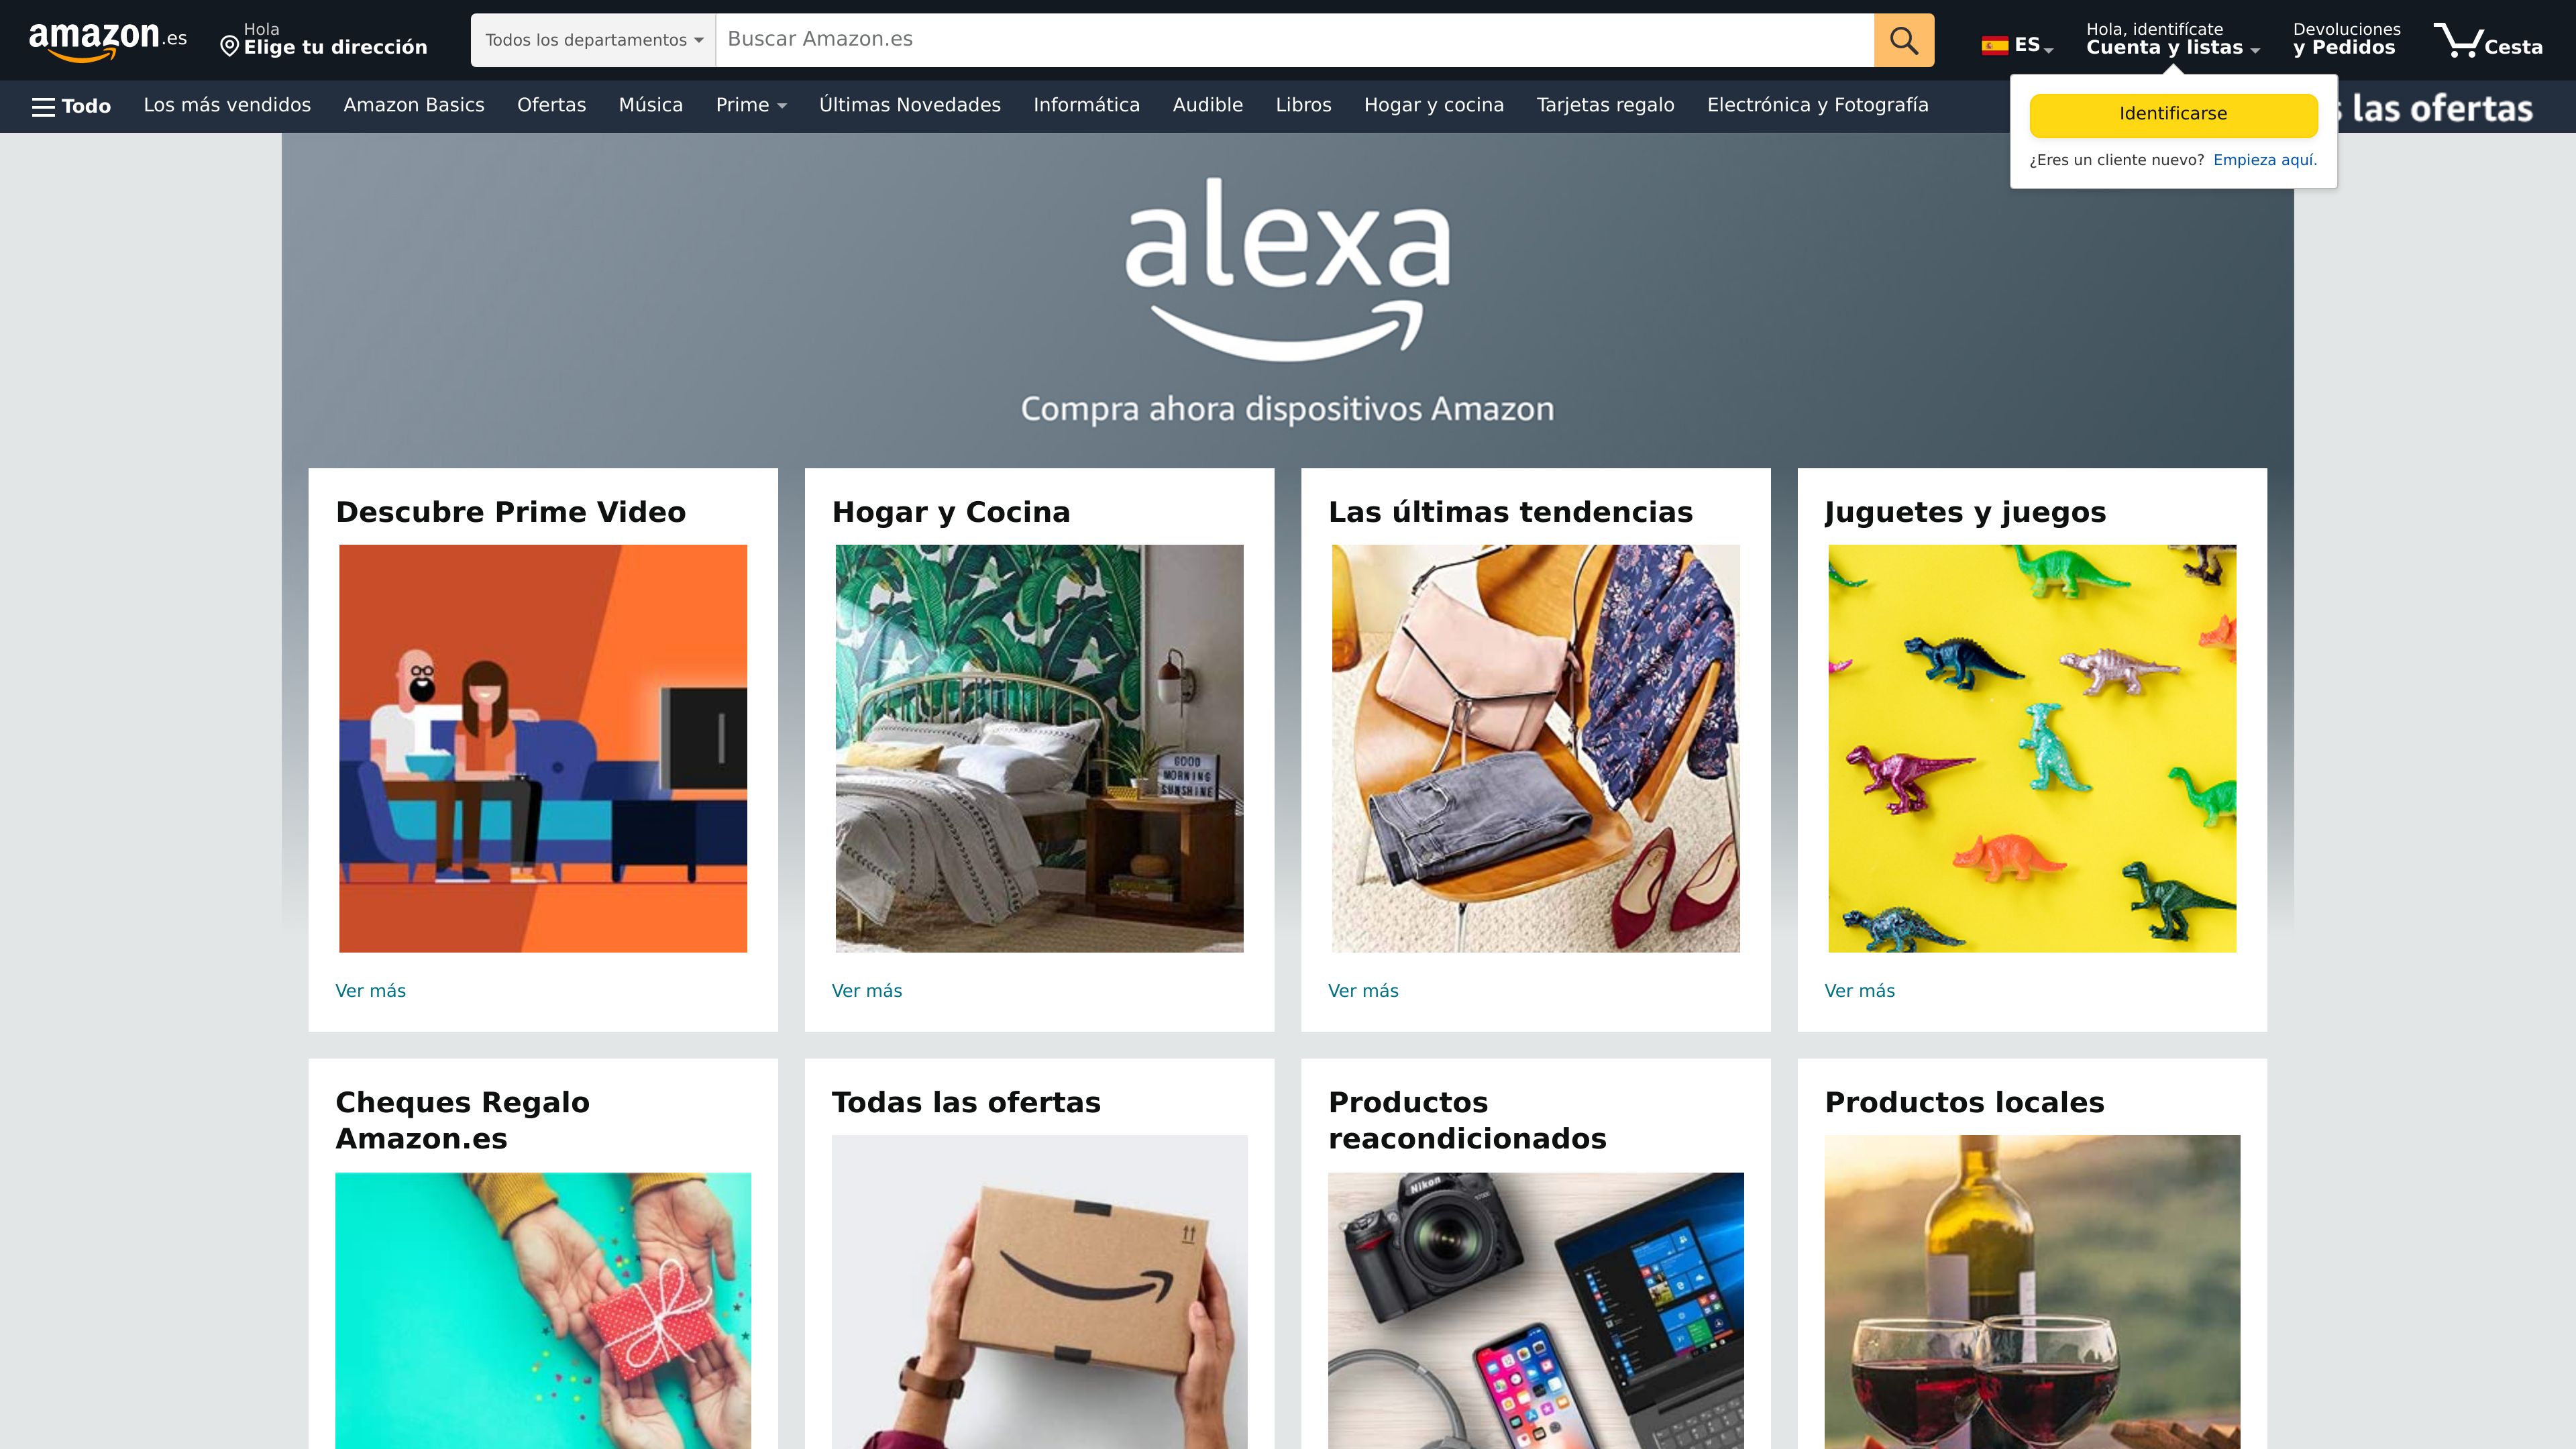 amazon.es
Hola
Elige tu dirección
Todos los departamentos
Buscar Amazon.es
ES
Hola, identifícate
Cuenta y listas
Devoluciones
y Pedidos
Cesta
Todo
Los más vendidos
Amazon Basics
Ofertas
Música
Prime
Últimas Novedades
Informática
Audible
Libros
Hogar y cocina
Tarjetas regalo
Electrónica y Fotografía
las ofertas
Identificarse
¿Eres un cliente nuevo? Empieza aquí.
alexa
Compra ahora dispositivos Amazon
Descubre Prime Video
Hogar y Cocina
Las últimas tendencias
Juguetes y juegos
GOOD
MORNING
SUNSHINE
Ver más
Ver más
Ver más
Ver más
Cheques Regalo
Amazon.es
Todas las ofertas
Productos
reacondicionados
Productos locales
Nikon